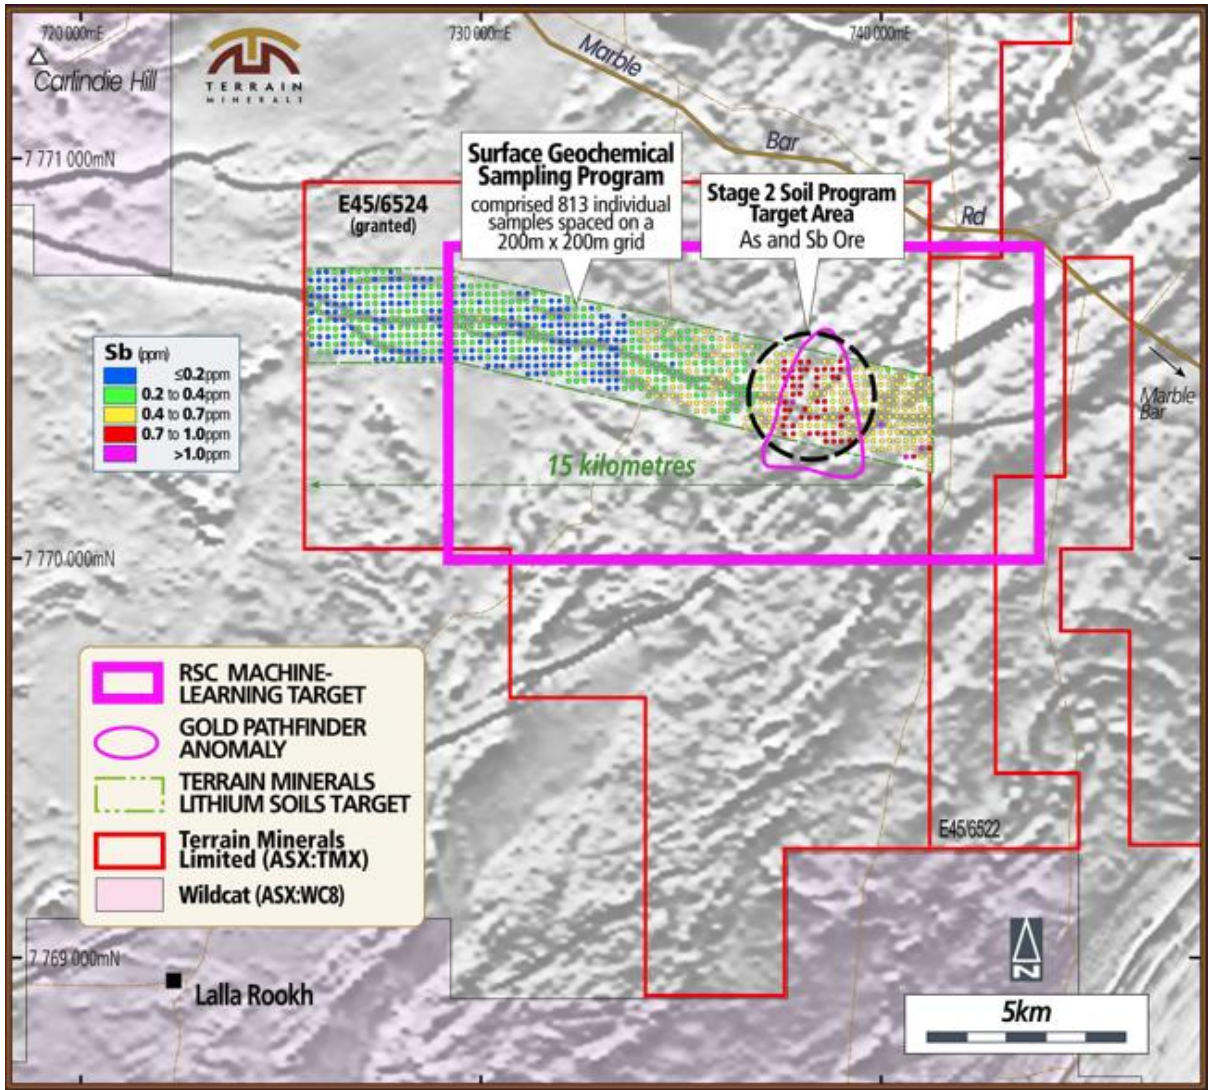 720 000mE
730 000mE
740 000mE
Carlindie Hill
TERRAIN
MINERALS
Marble
Bar
Rd
7 771 000mN
Surface Geochemical
Sampling Program
comprised 813 individual
samples spaced on a
200m x 200m grid
Stage 2 Soil Program
Target Area
As and Sb Ore
E45/6524
(granted)
Sb (ppm)
≤0.2ppm
0.2 to 0.4ppm
0.4 to 0.7ppm
0.7 to 1.0ppm
>1.0ppm
Marble
Bar
15 kilometres
7 770 000mN
RSC MACHINE-
LEARNING TARGET
GOLD PATHFINDER
ANOMALY
TERRAIN MINERALS
LITHIUM SOILS TARGET
Terrain Minerals
Limited (ASX:TMX)
Wildcat (ASX:WC8)
E45/6522
7 769 000mN
Lalla Rookh
N
5km